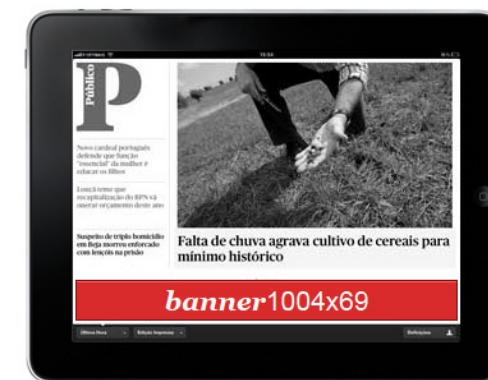 15:54
Público
P
Novo cardeal português
defende que função
"essencial" da mulher é
educar os filhos
Louçã teme que
recapitalização do BPN vá
onerar orçamento deste ano
Suspeito de triplo homicídio
em Beja morreu enforcado
com lençóis na prisão
Falta de chuva agrava cultivo de cereais para
mínimo histórico
banner1004x69
Última Hora
Edição Impressa
Definições